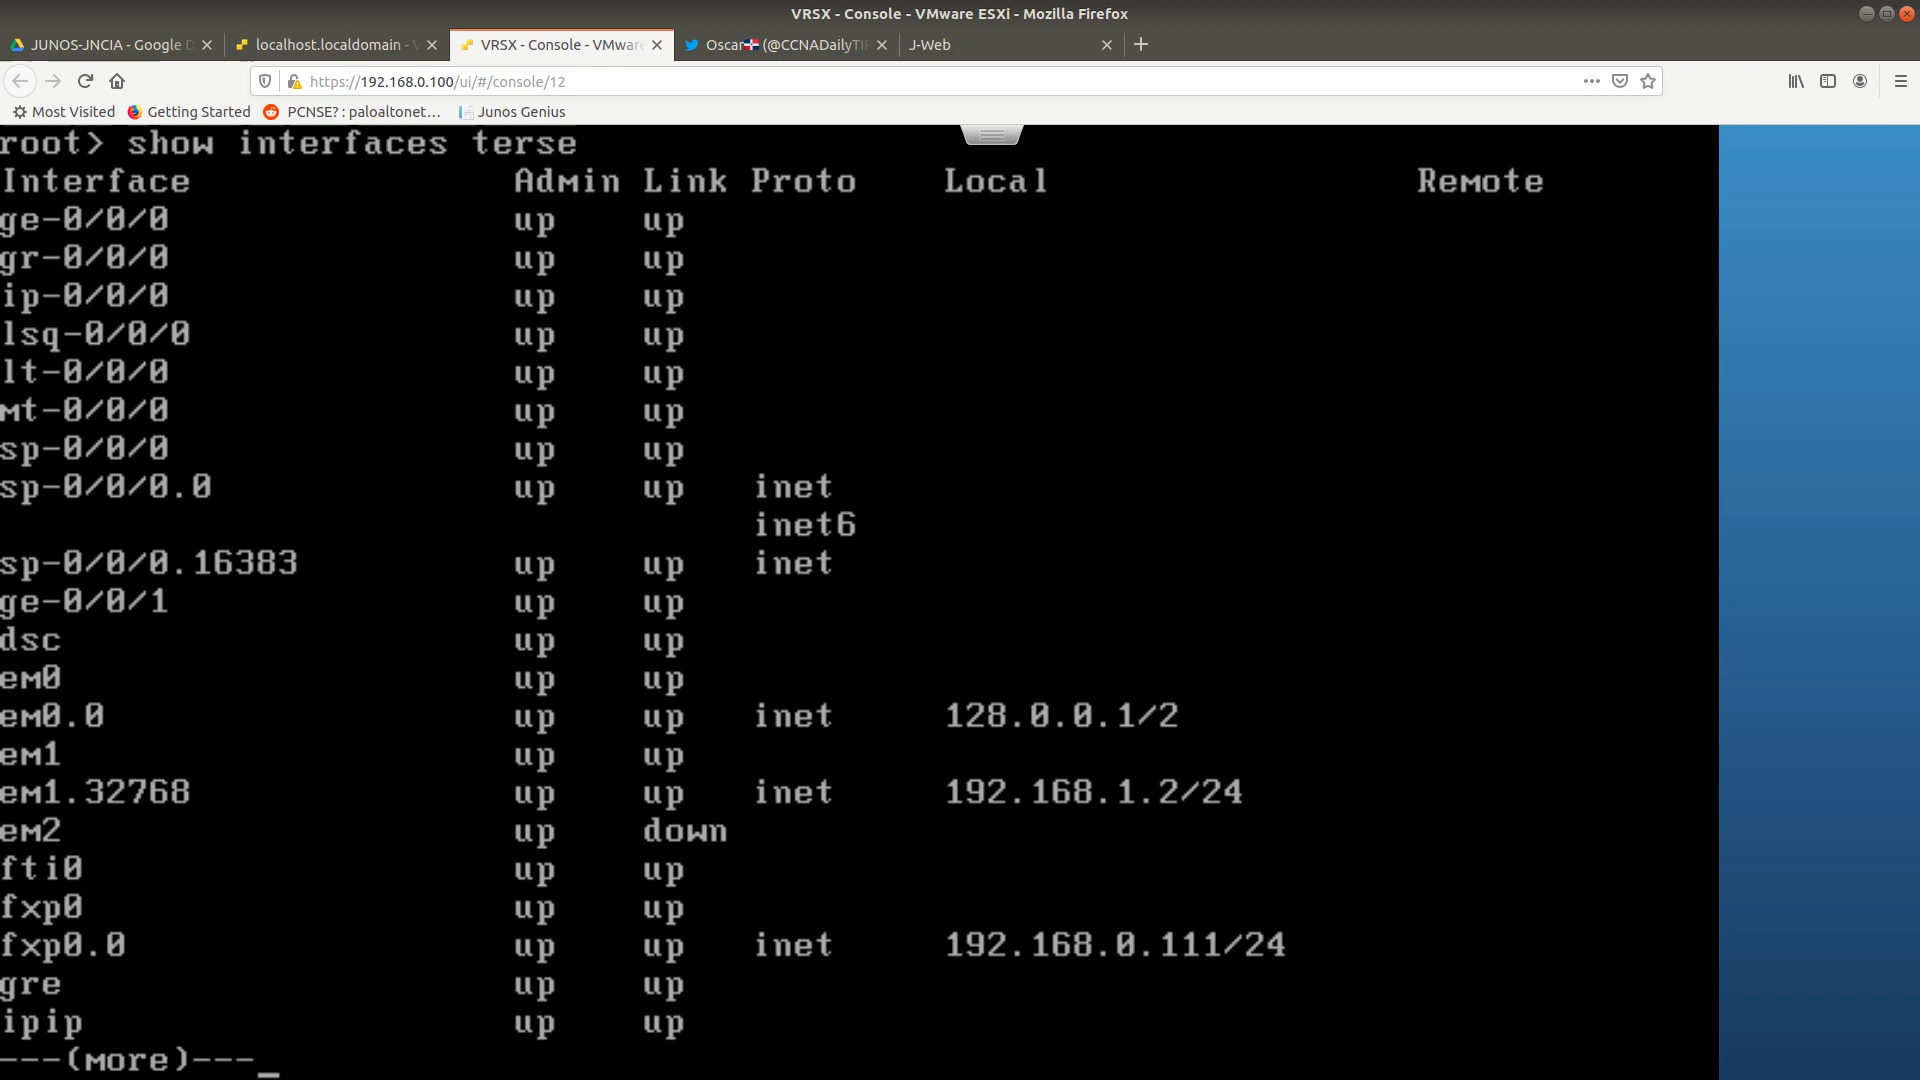 VRSX - Console - VMware ESXi - Mozilla Firefox
JUNOS-JNCIA - Google D
localhost.localdomain - V
VRSX - Console - VMware
Oscar🇩🇴 (@CCNADailyTIP
J-Web
https://192.168.0.100/ui/#/console/12
Most Visited Getting Started PCNSE? : paloaltonet… Junos Genius
root> show interfaces terse
Interface Admin Link Proto Local Remote
ge-0/0/0 up up
gr-0/0/0 up up
ip-0/0/0 up up
lsq-0/0/0 up up
lt-0/0/0 up up
mt-0/0/0 up up
sp-0/0/0 up up
sp-0/0/0.0 up up inet
inet6
sp-0/0/0.16383 up up inet
ge-0/0/1 up up
dsc up up
em0 up up
em0.0 up up inet 128.0.0.1/2
em1 up up
em1.32768 up up inet 192.168.1.2/24
em2 up down
fti0 up up
fxp0 up up
fxp0.0 up up inet 192.168.0.111/24
gre up up
ipip up up
---(more)---_